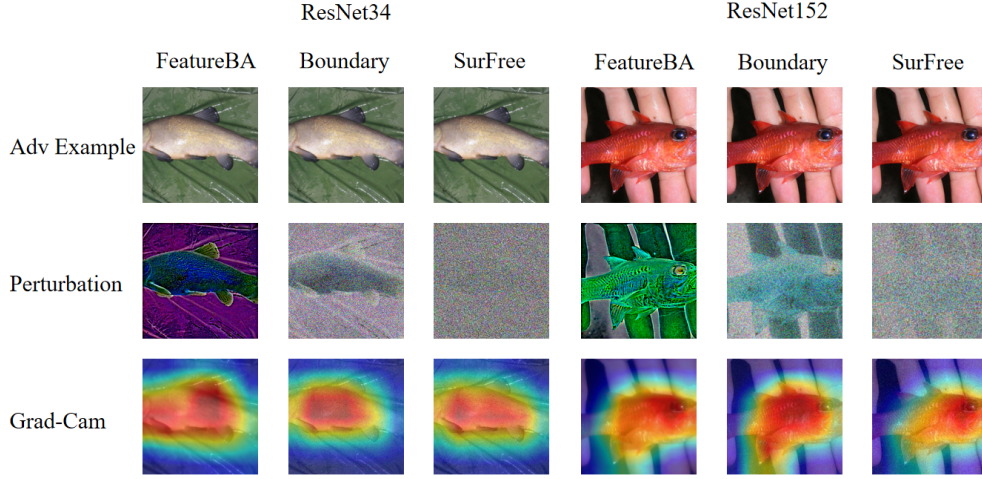 ResNet34
ResNet152
FeatureBA Boundary SurFree FeatureBA Boundary SurFree
Adv Example
Perturbation
Grad-Cam